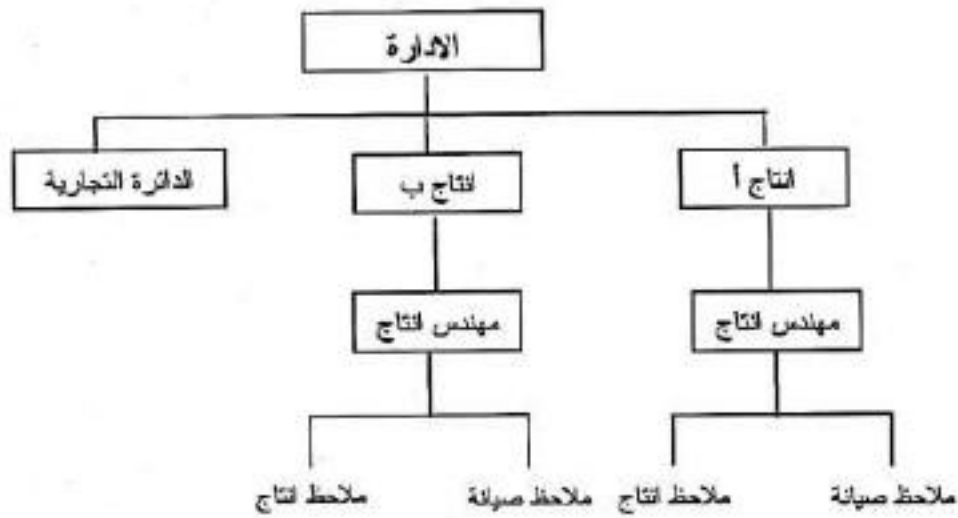 الادارة
انتاج أ
انتاج ب
الدائرة التجارية
مهندس انتاج
مهندس انتاج
ملاحظ صيانة
ملاحظ انتاج
ملاحظ صيانة
ملاحظ انتاج